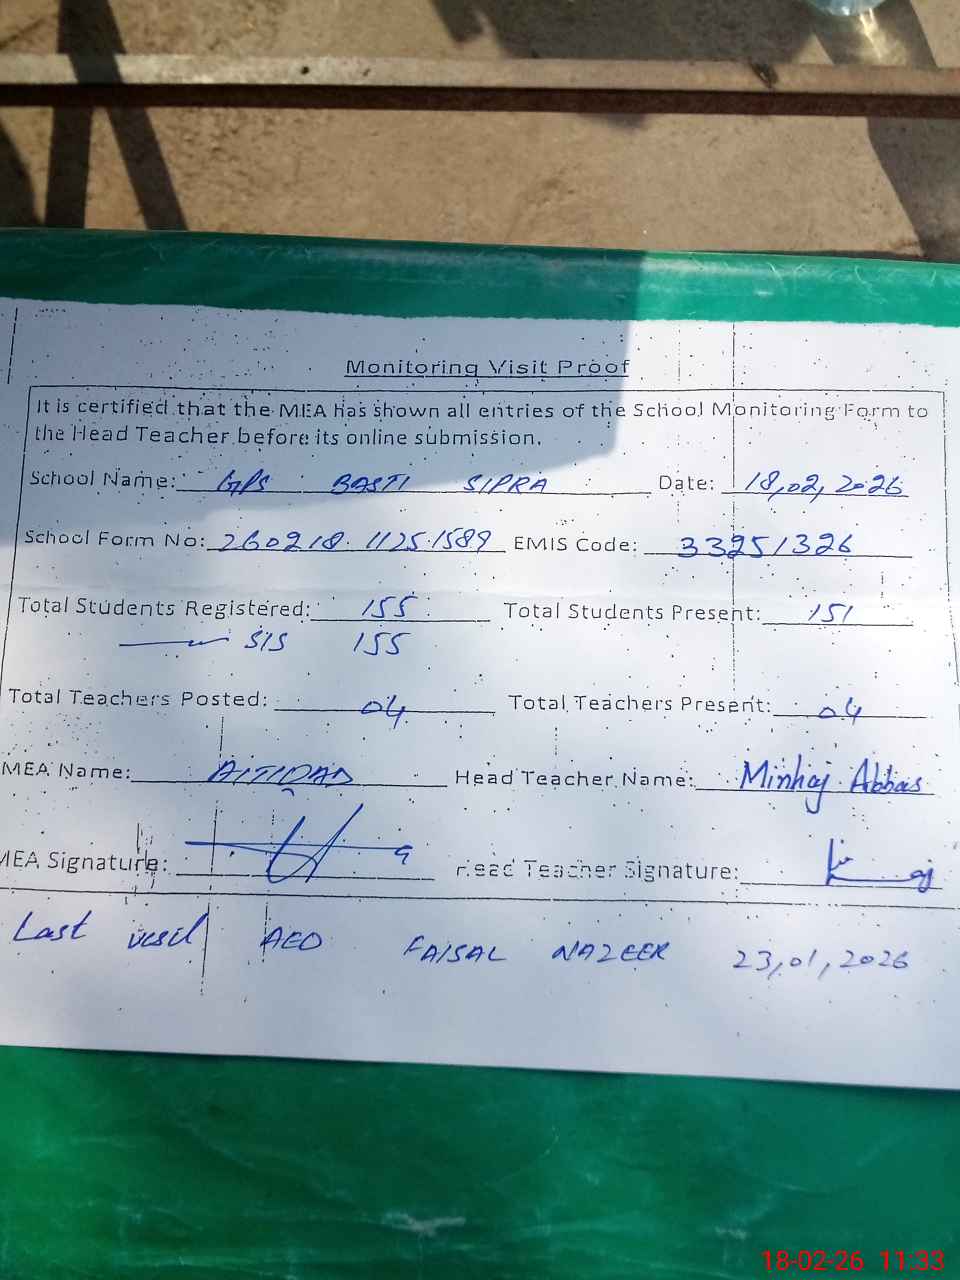 Monitoring Visit Proof
It is certified that the MEA has shown all entries of the School Monitoring Form to
the Head Teacher before its online submission.
School Name: GPS BASTI SIPRA Date: 18,02,2026
School Form No: 260218.1125.1589 EMIS Code: 33251326
Total Students Registered: 155 Total Students Present: 151
SIS 155
Total Teachers Posted: 04 Total Teachers Present: 04
MEA Name: Head Teacher Name: Minhaj Abbas
MEA Signature: Head Teacher Signature:
Last AEO FAISAL NAZEER 23,01,2026
18-02-26 11:33